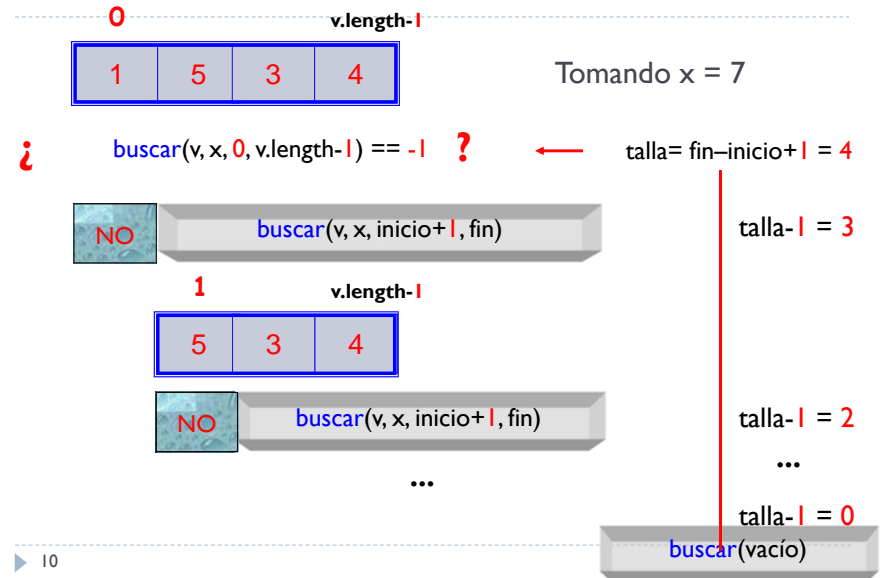 0 v.length-1
1 5 3 4 Tomando x = 7
¿ buscar(v, x, 0, v.length-1) == -1 ? talla= fin–inicio+1 = 4
NO buscar(v, x, inicio+1, fin) talla-1 = 3
1 v.length-1
5 3 4
NO buscar(v, x, inicio+1, fin) talla-1 = 2
... ...
talla-1 = 0
buscar(vacío)
10